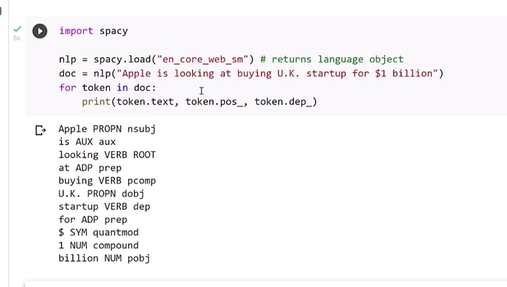 import spacy
nlp = spacy.load("en_core_web_sm") # returns language object
doc = nlp("Apple is looking at buying U.K. startup for $1 billion")
for token in doc:
    print(token.text, token.pos_, token.dep_)
Apple PROPN nsubj
is AUX aux
looking VERB ROOT
at ADP prep
buying VERB pcomp
U.K. PROPN dobj
startup VERB dep
for ADP prep
$ SYM quantmod
1 NUM compound
billion NUM pobj